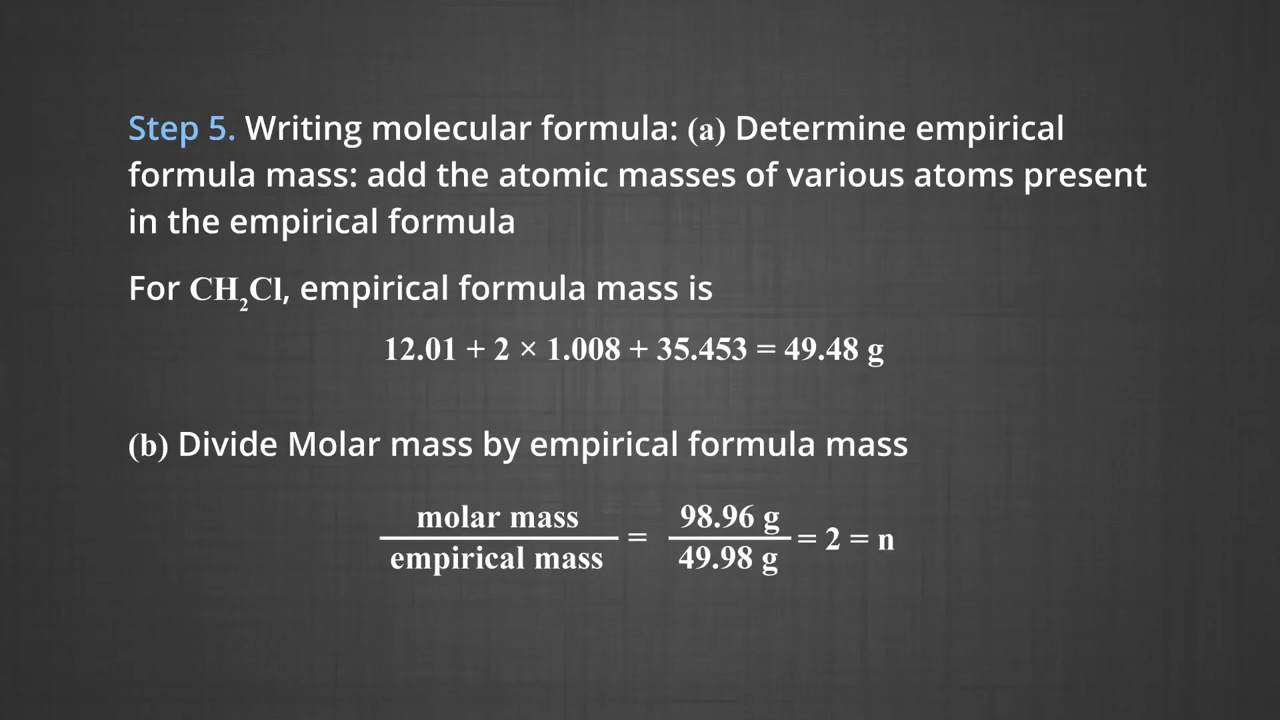 Step 5. Writing molecular formula: (a) Determine empirical
formula mass: add the atomic masses of various atoms present
in the empirical formula
For CH₂Cl, empirical formula mass is
12.01 + 2 × 1.008 + 35.453 = 49.48 g
(b) Divide Molar mass by empirical formula mass
molar mass
empirical mass
=
98.96 g
49.98 g
= 2 = n